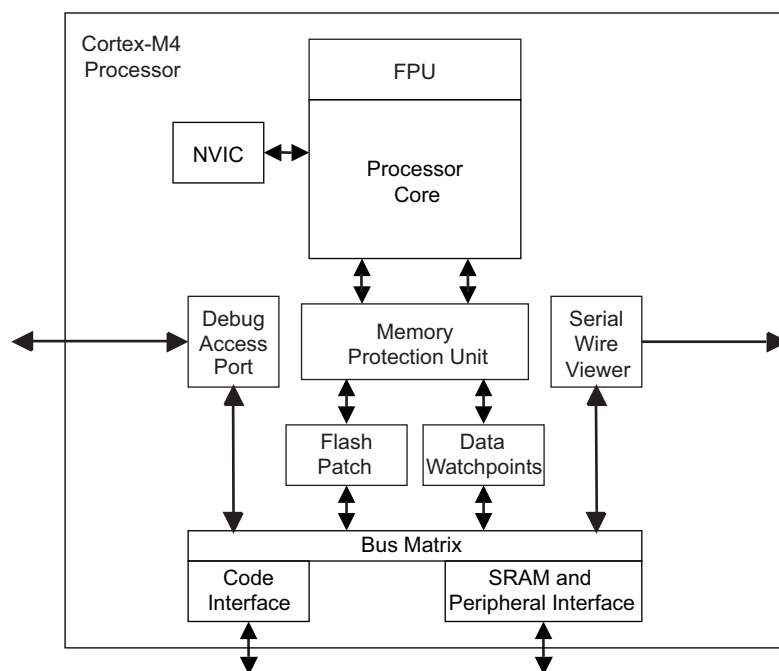 Cortex-M4
Processor
FPU
NVIC
Processor
Core
Debug
Access
Port
Memory
Protection Unit
Serial
Wire
Viewer
Flash
Patch
Data
Watchpoints
Bus Matrix
Code
Interface
SRAM and
Peripheral Interface